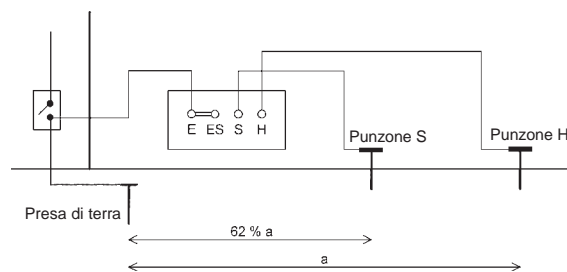 E ES S H
Punzone S
Punzone H
Presa di terra
62 % a
a